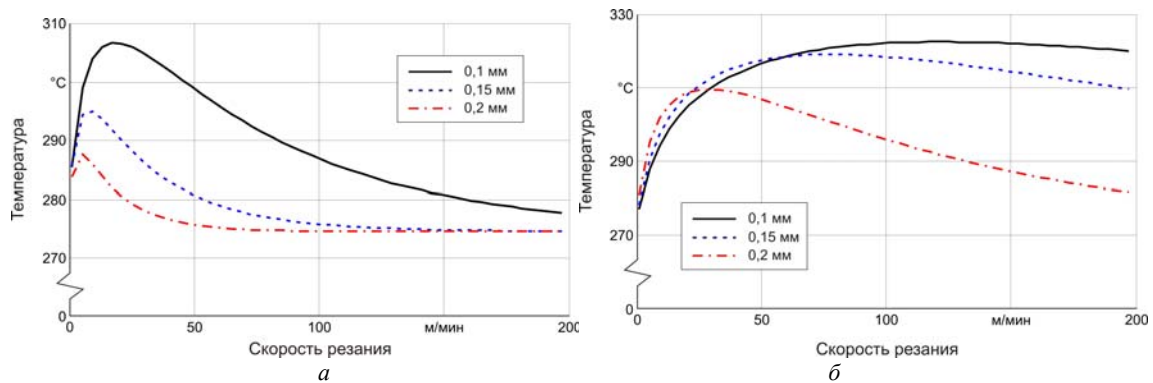 310
°C
290
280
270
0
Температура
0,1 мм
0,15 мм
0,2 мм
0
50
100
м/мин
200
Скорость резания
а
330
°C
290
270
0
Температура
0,1 мм
0,15 мм
0,2 мм
0
50
100
м/мин
200
Скорость резания
б